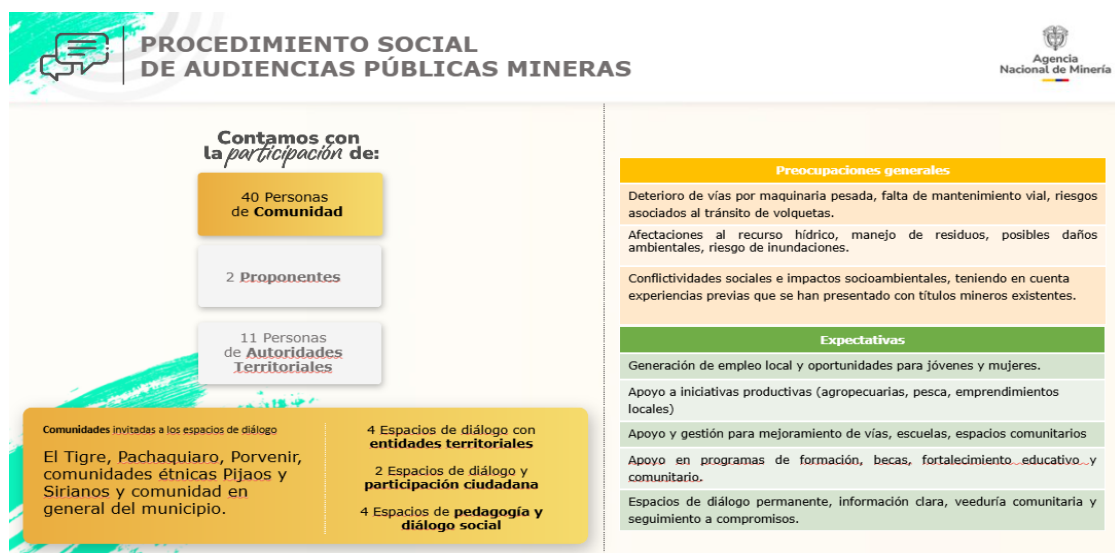 PROCEDIMIENTO SOCIAL
DE AUDIENCIAS PÚBLICAS MINERAS
Agencia
Nacional de Minería
Contamos con
la participación de:
40 Personas
de Comunidad
2 Proponentes
11 Personas
de Autoridades
Territoriales
Comunidades invitadas a los espacios de diálogo
El Tigre, Pachaquiaro, Porvenir,
comunidades étnicas Pijaos y
Sirianos y comunidad en
general del municipio.
4 Espacios de diálogo con
entidades territoriales
2 Espacios de diálogo y
participación ciudadana
4 Espacios de pedagogía y
diálogo social
Preocupaciones generales
Deterioro de vías por maquinaria pesada, falta de mantenimiento vial, riesgos
asociados al tránsito de volquetas.
Afectaciones al recurso hídrico, manejo de residuos, posibles daños
ambientales, riesgo de inundaciones.
Conflictividades sociales e impactos socioambientales, teniendo en cuenta
experiencias previas que se han presentado con títulos mineros existentes.
Expectativas
Generación de empleo local y oportunidades para jóvenes y mujeres.
Apoyo a iniciativas productivas (agropecuarias, pesca, emprendimientos
locales)
Apoyo y gestión para mejoramiento de vías, escuelas, espacios comunitarios
Apoyo en programas de formación, becas, fortalecimiento educativo y
comunitario.
Espacios de diálogo permanente, información clara, veeduría comunitaria y
seguimiento a compromisos.